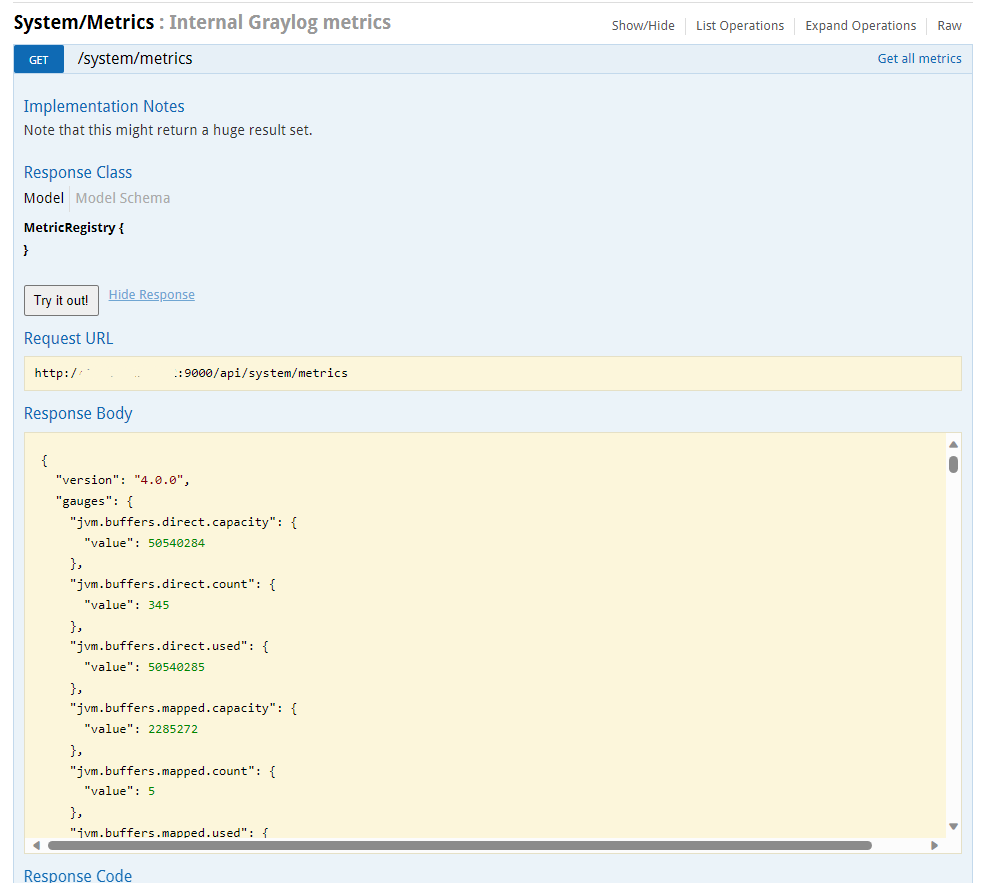 System/Metrics : Internal Graylog metrics
Show/Hide List Operations Expand Operations Raw
GET /system/metrics Get all metrics
Implementation Notes
Note that this might return a huge result set.
Response Class
Model Model Schema
MetricRegistry {
}
Try it out! Hide Response
Request URL
http:/ :9000/api/system/metrics
Response Body
{
"version": "4.0.0",
"gauges": {
"jvm.buffers.direct.capacity": {
"value": 50540284
},
"jvm.buffers.direct.count": {
"value": 345
},
"jvm.buffers.direct.used": {
"value": 50540285
},
"jvm.buffers.mapped.capacity": {
"value": 2285272
},
"jvm.buffers.mapped.count": {
"value": 5
},
"jvm.buffers.mapped.used": {
Response Code